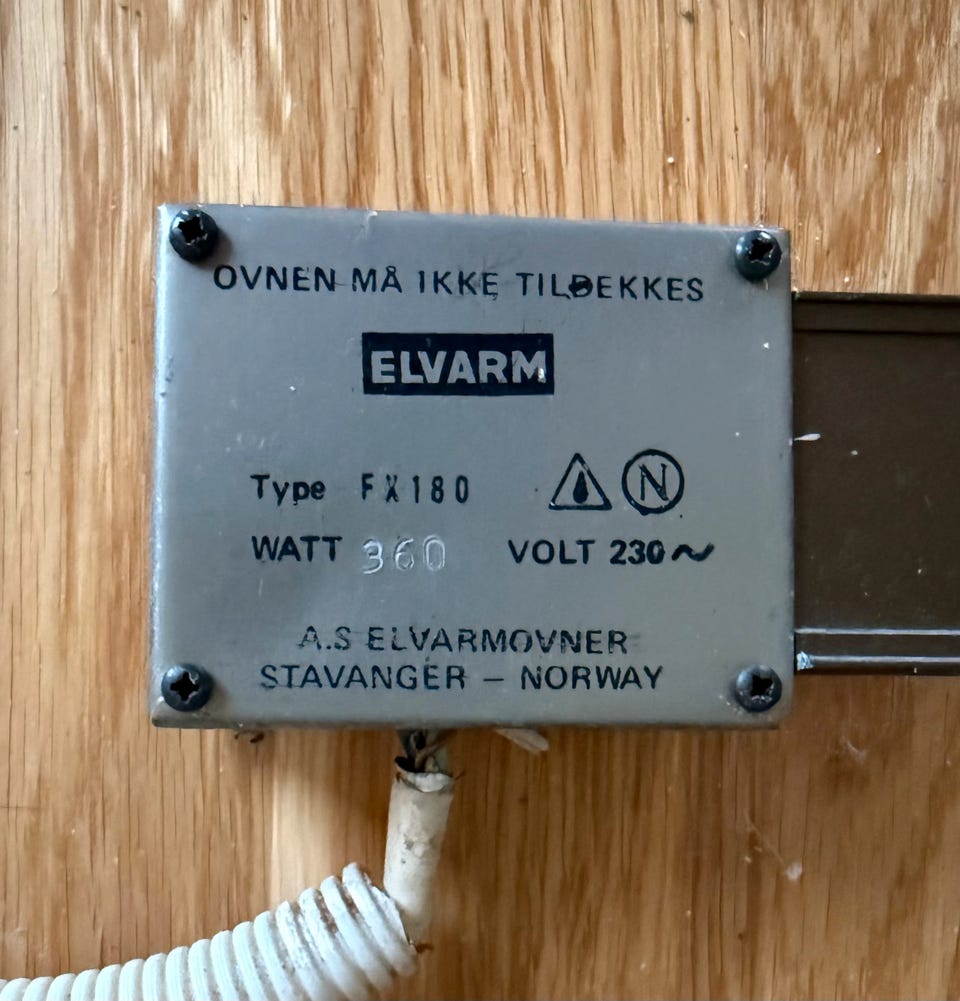 OVNEN MÅ IKKE TILDEKKES
ELVARM
Type FX180
N
WATT 360 VOLT 230~
A.S ELVARMOVNER
STAVANGER – NORWAY